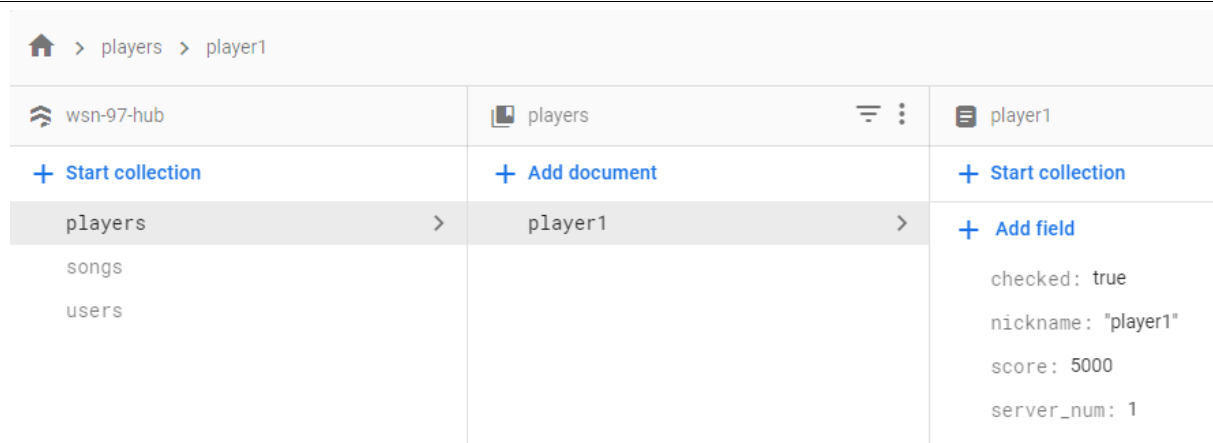 > players > player1
wsn-97-hub
+ Start collection
players >
songs
users
players
+ Add document
player1 >
player1
+ Start collection
+ Add field
checked: true
nickname: "player1"
score: 5000
server_num: 1